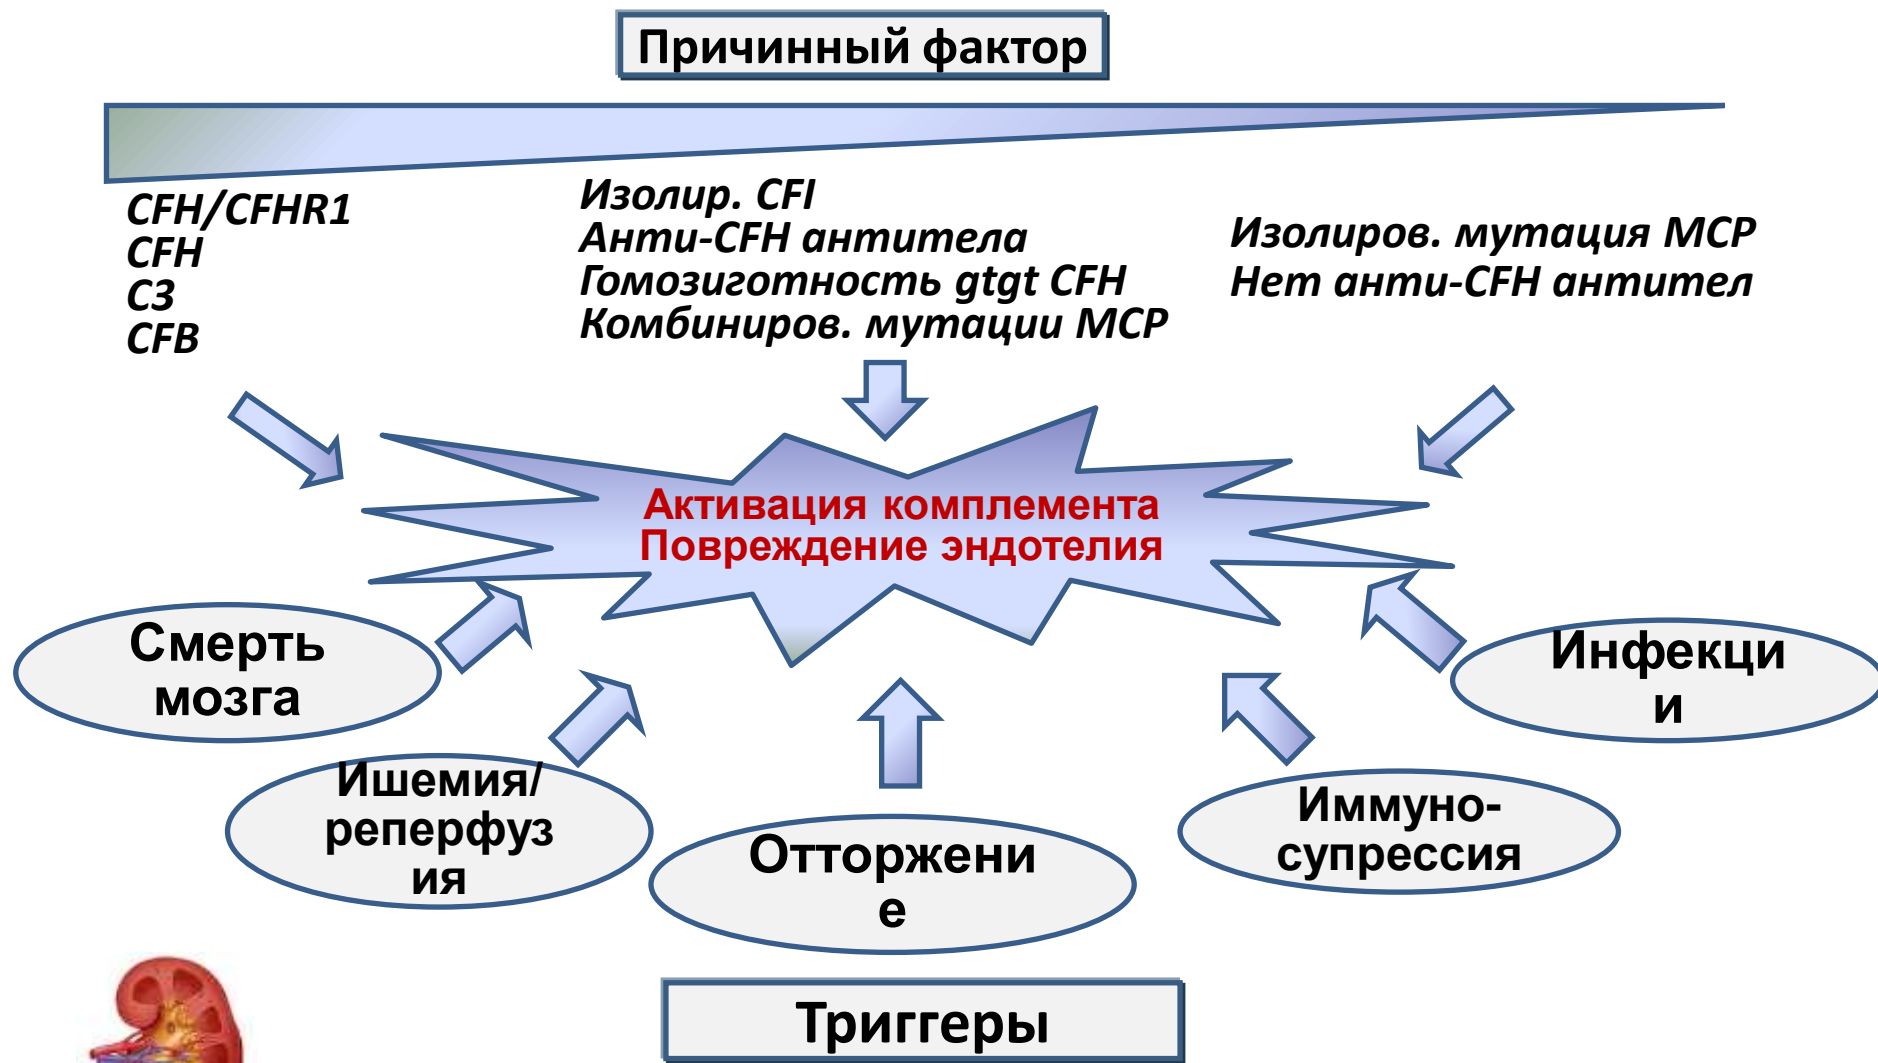 Причинный фактор
CFH/CFHR1
CFH
C3
CFB
Изолир. CFI
Анти-CFH антитела
Гомозиготность gtgt CFH
Комбиниров. мутации MCP
Изолиров. мутация MCP
Нет анти-CFH антител
Активация комплемента
Повреждение эндотелия
Смерть
мозга
Ишемия/
реперфуз
ия
Отторжени
е
Иммуно-
супрессия
Инфекци
и
Триггеры